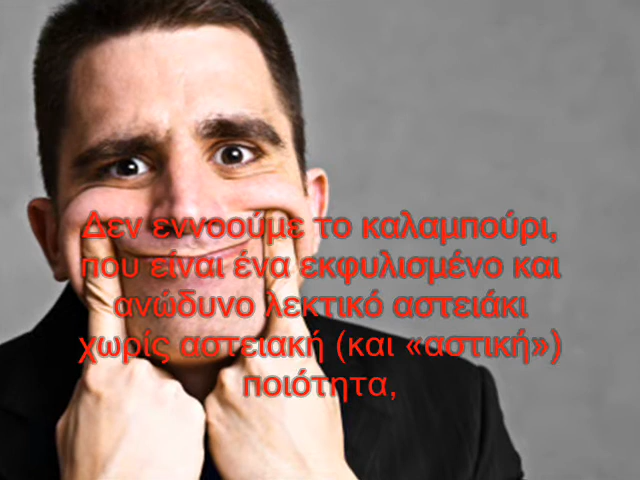 Δεν εννοούμε το καλαμπούρι,
που είναι ένα εκφυλισμένο και
ανώδυνο λεκτικό αστειάκι
χωρίς αστειακή (και «αστική»)
ποιότητα,